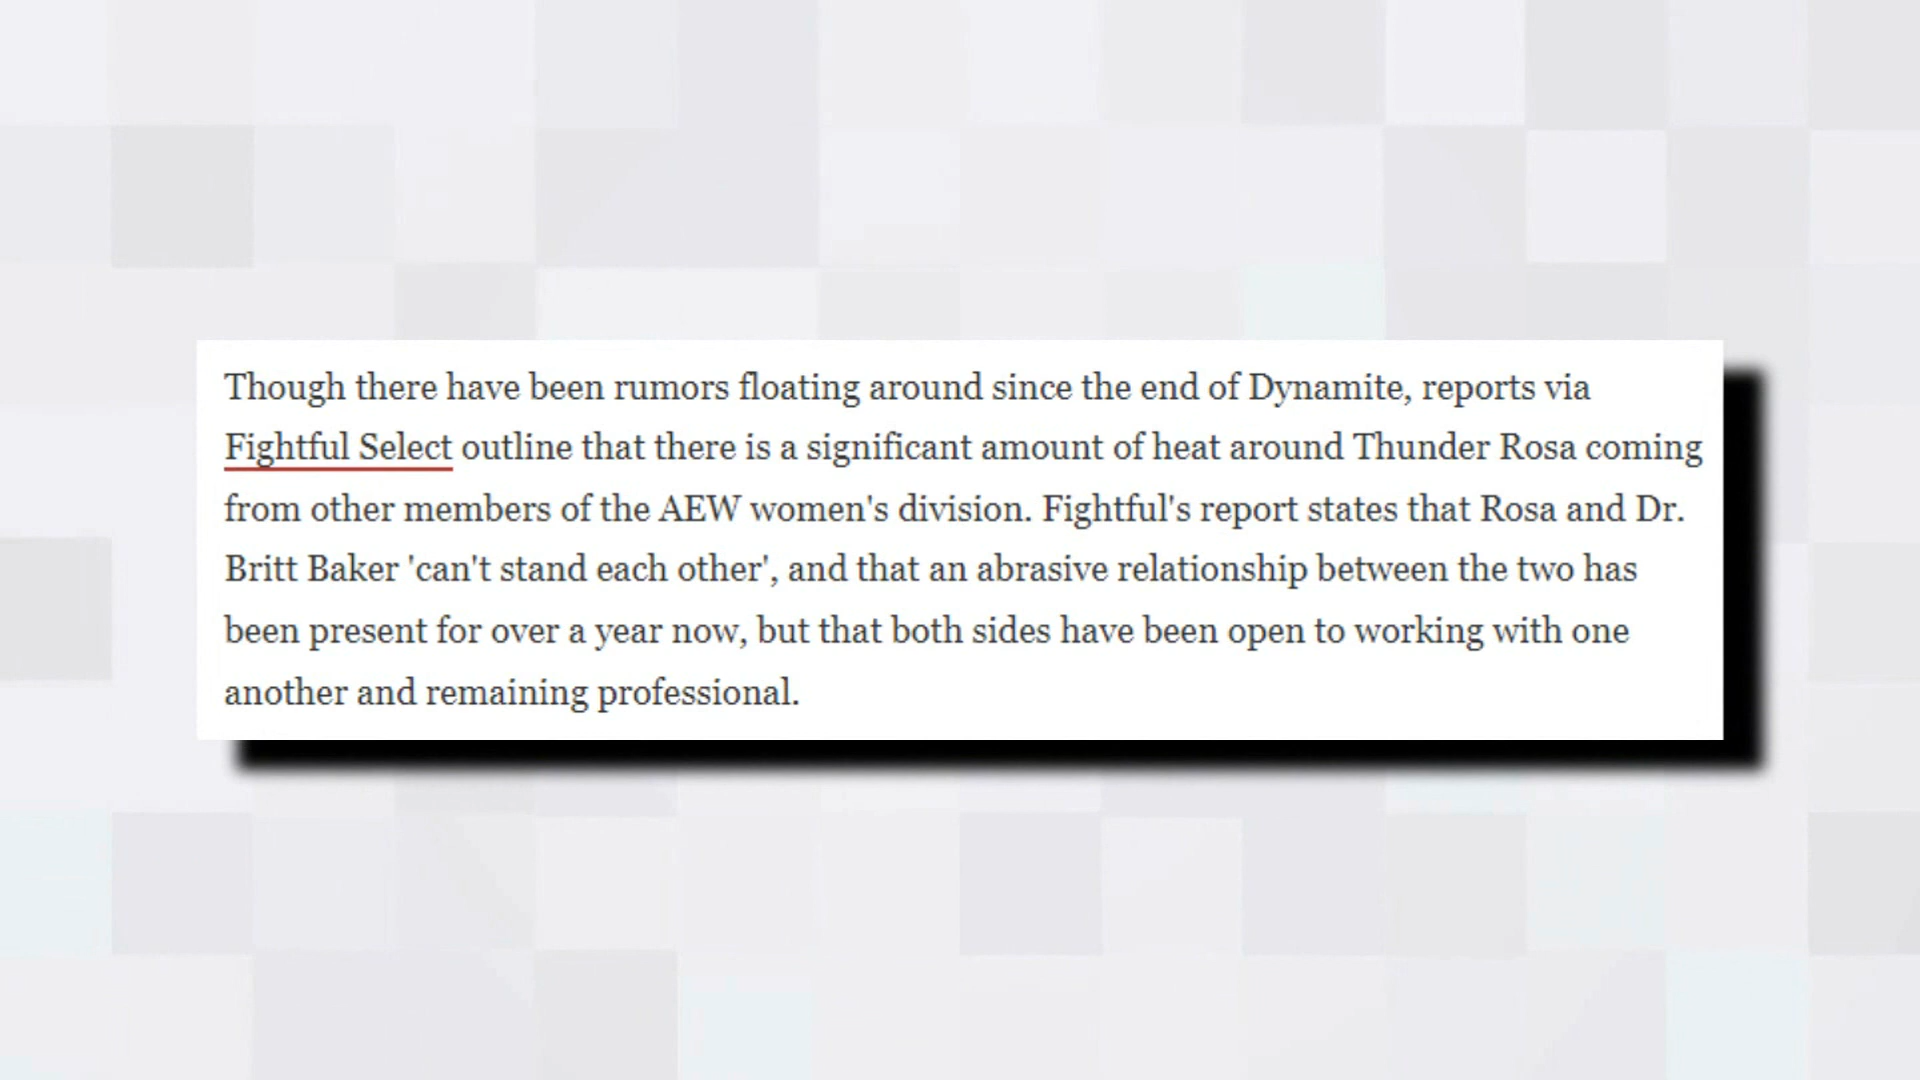 Though there have been rumors floating around since the end of Dynamite, reports via
Fightful Select outline that there is a significant amount of heat around Thunder Rosa coming
from other members of the AEW women's division. Fightful's report states that Rosa and Dr.
Britt Baker 'can't stand each other', and that an abrasive relationship between the two has
been present for over a year now, but that both sides have been open to working with one
another and remaining professional.